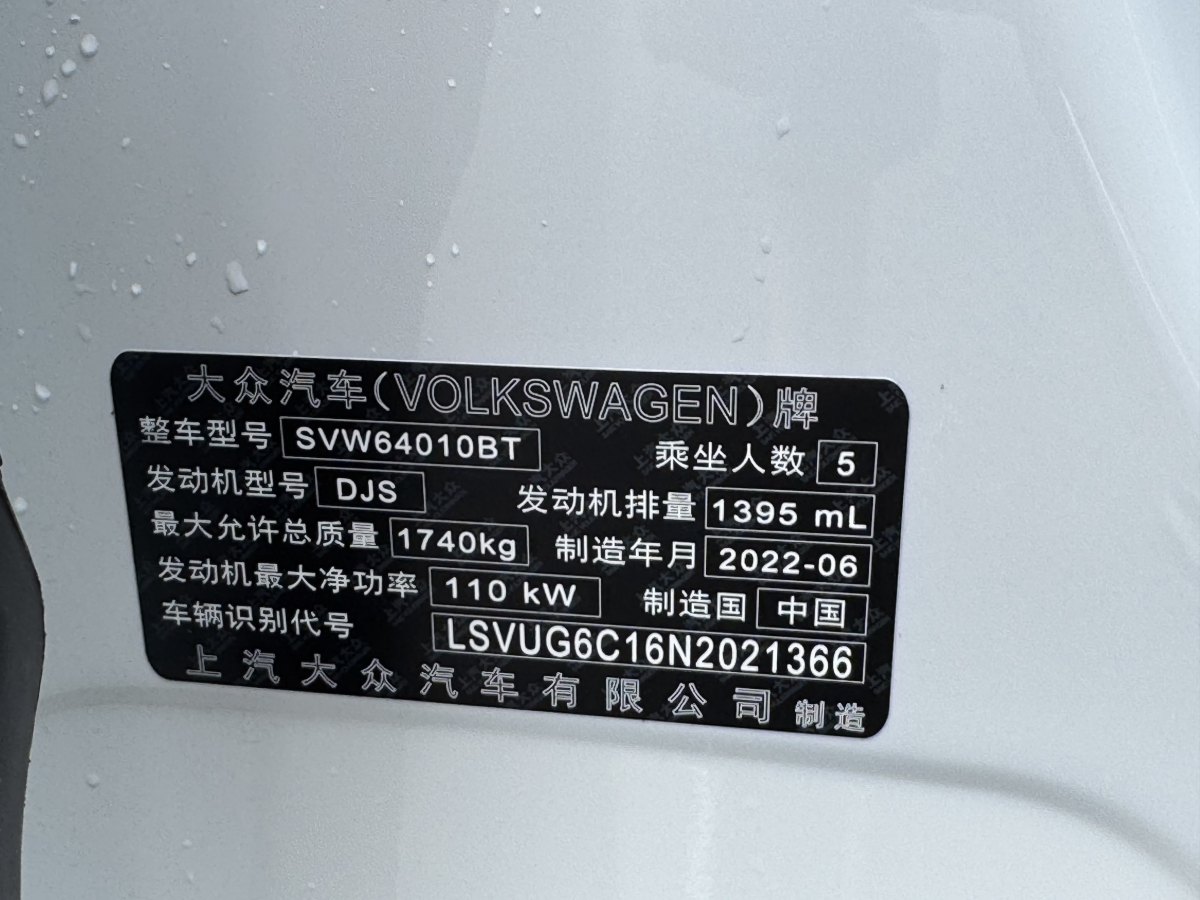 大众汽车(VOLKSWAGEN)牌
整车型号 SVW64010BT 乘坐人数 5
发动机型号 DJS 发动机排量 1395 mL
最大允许总质量 1740kg 制造年月 2022-06
发动机最大净功率 110 kW 制造国 中国
车辆识别代号 LSVUG6C16N2021366
上汽大众汽车有限公司 制造